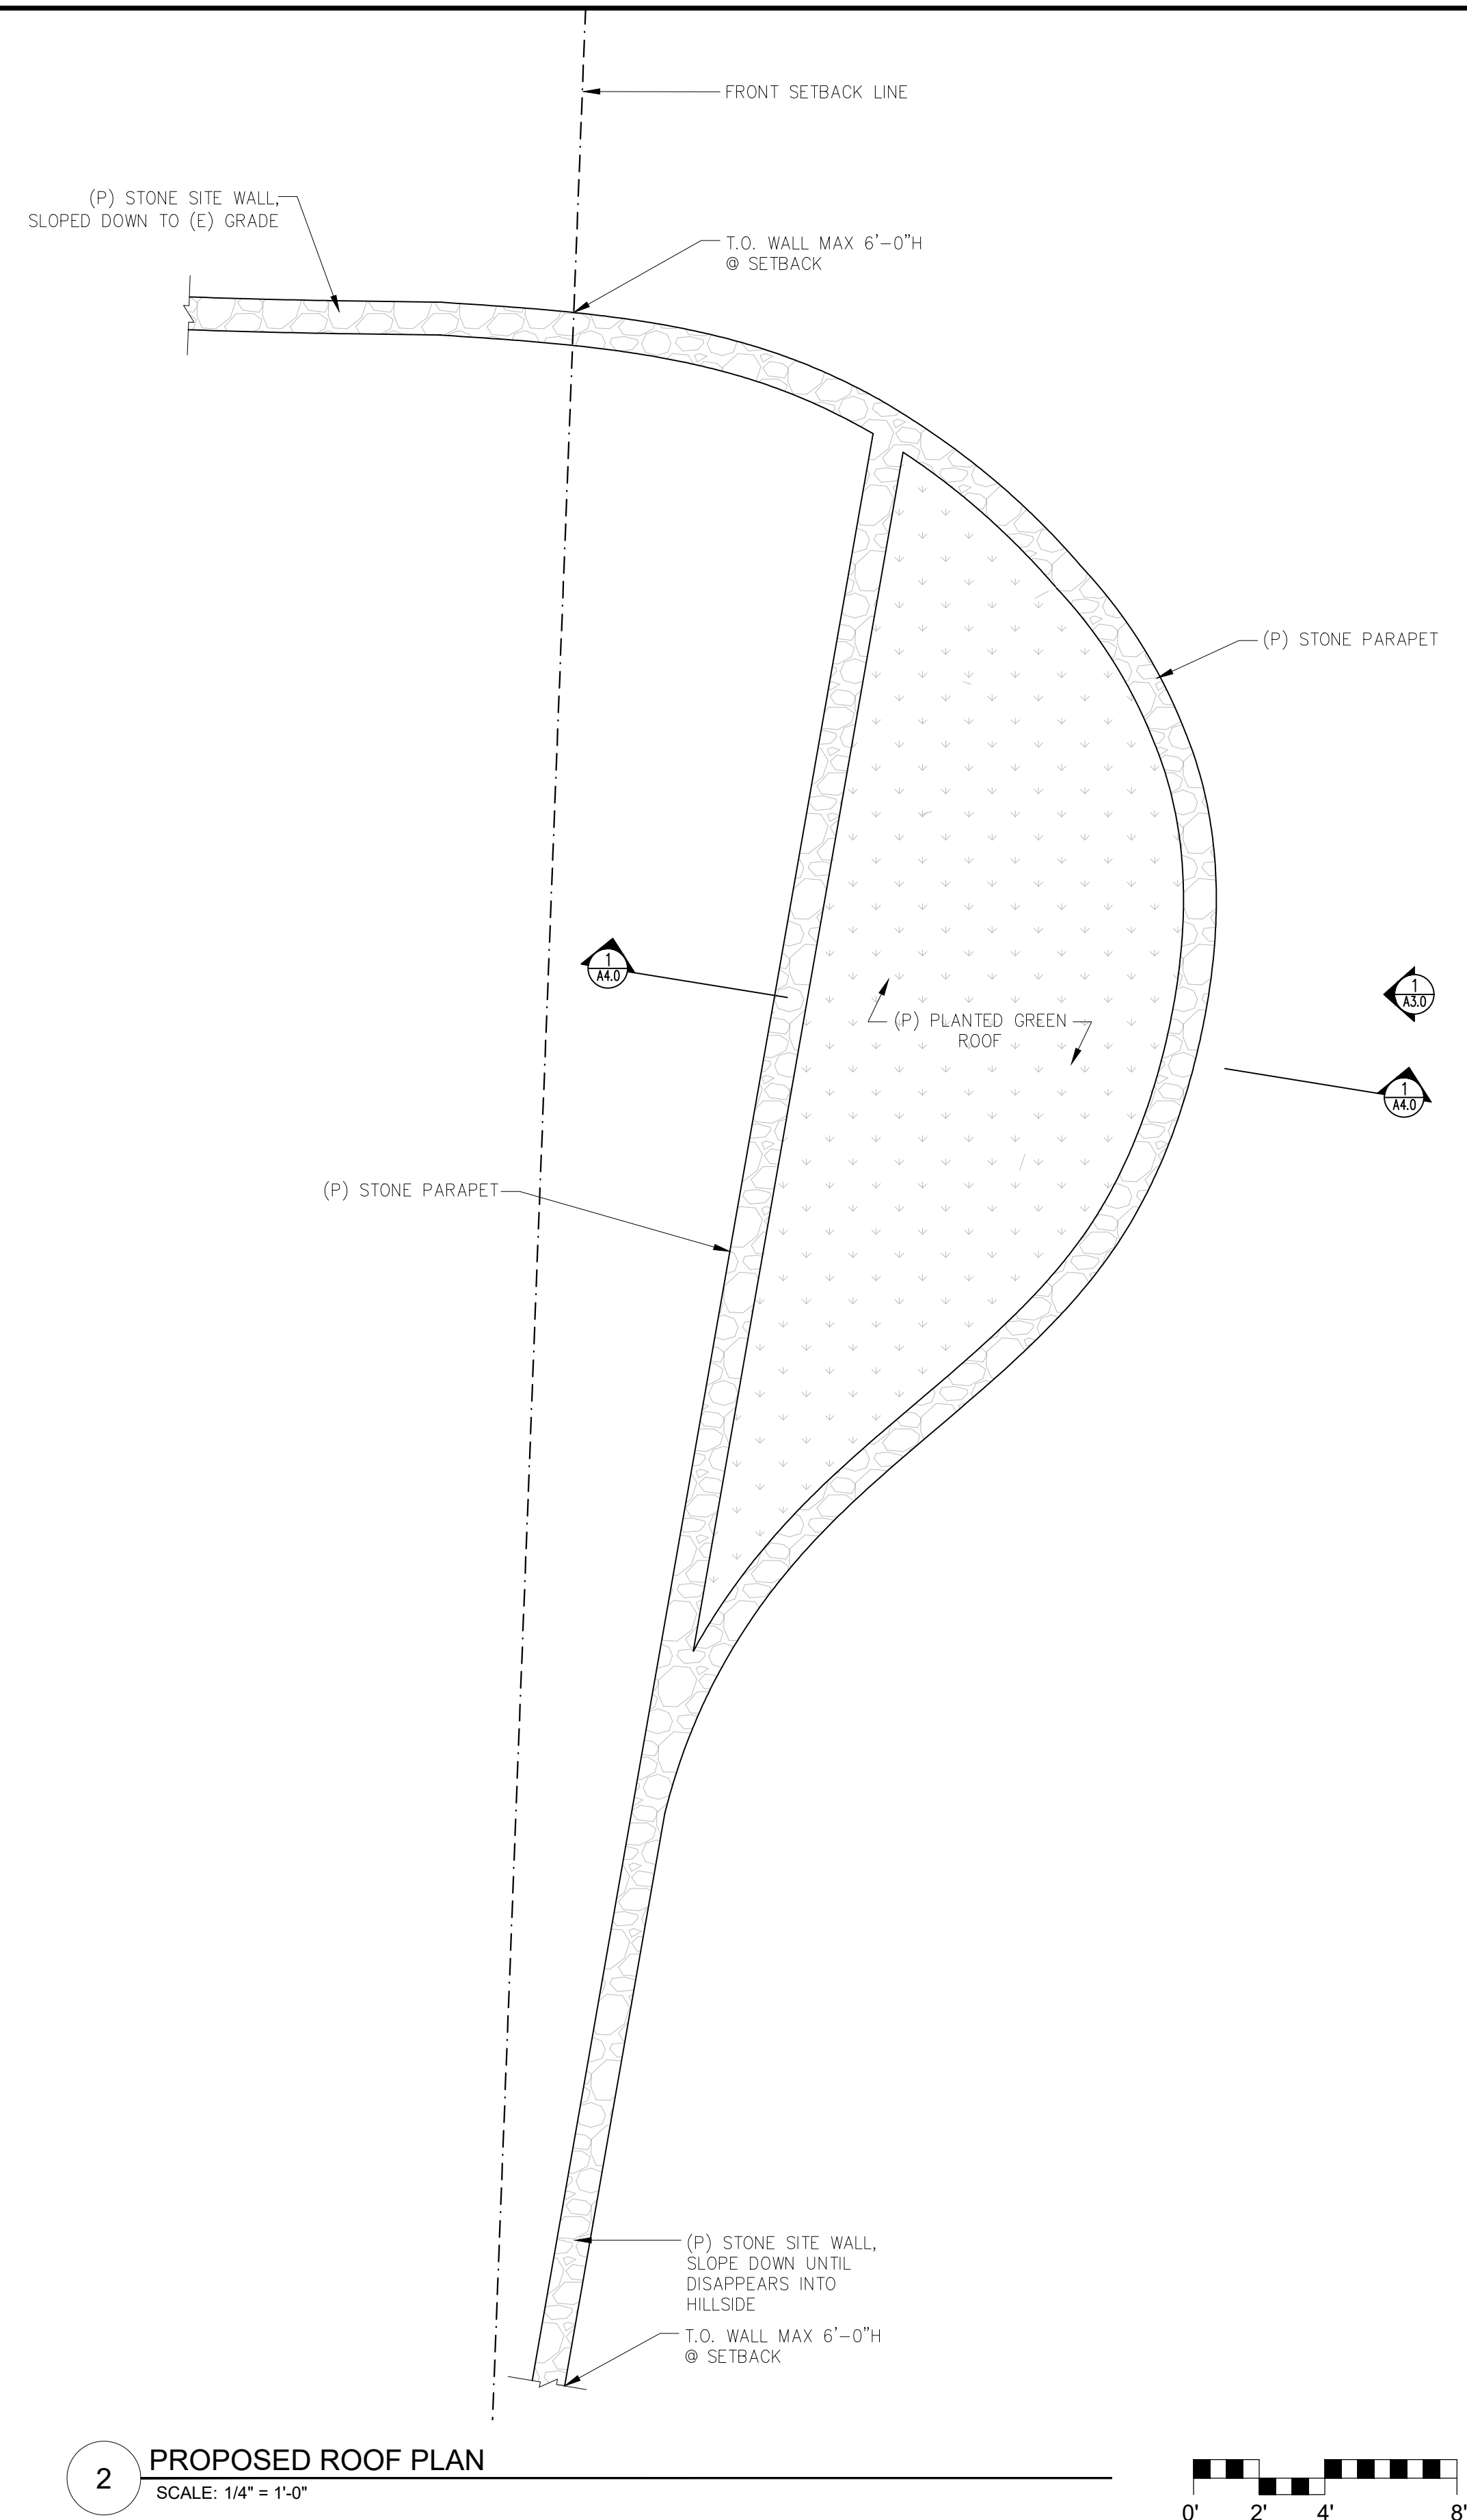 FRONT SETBACK LINE
(P) STONE SITE WALL,
SLOPED DOWN TO (E) GRADE
T.O. WALL MAX 6'-0"H
@ SETBACK
(P) STONE PARAPET
1
A4.0
1
A3.0
(P) PLANTED GREEN
ROOF
1
A4.0
(P) STONE PARAPET
(P) STONE SITE WALL,
SLOPE DOWN UNTIL
DISAPPEARS INTO
HILLSIDE
T.O. WALL MAX 6'-0"H
@ SETBACK
2
PROPOSED ROOF PLAN
SCALE: 1/4" = 1'-0"
0' 2' 4' 8'